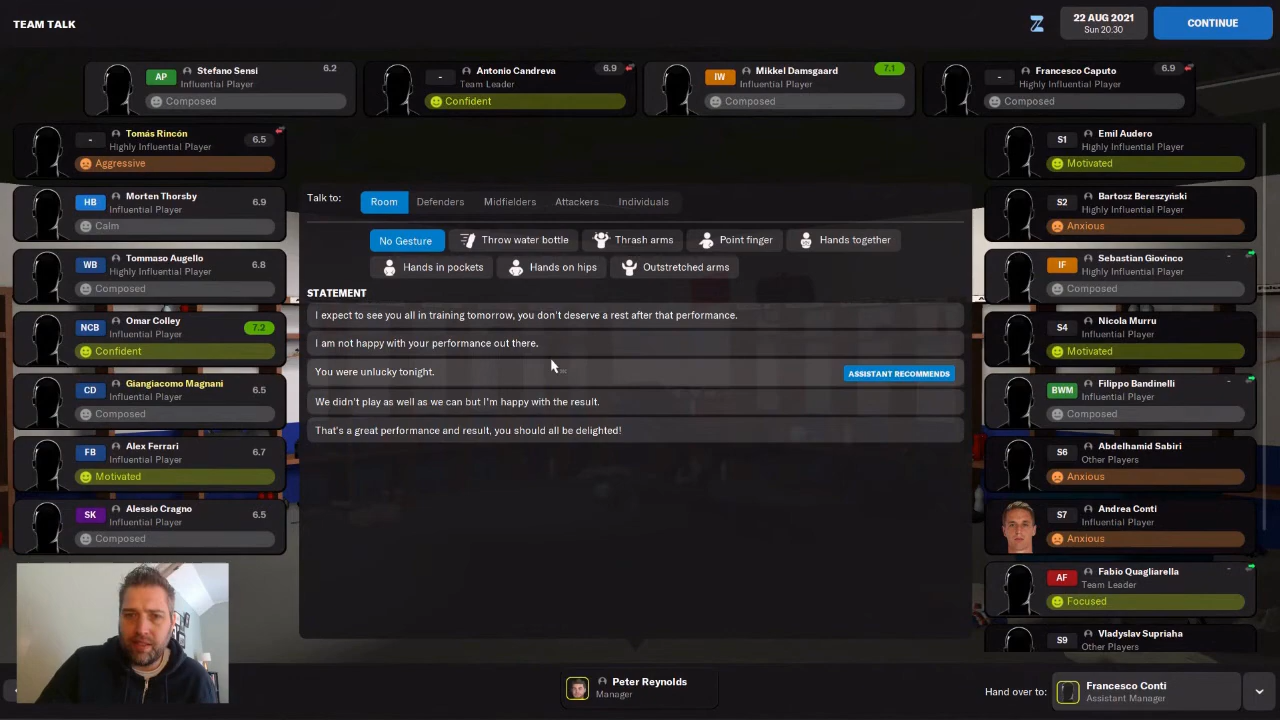 TEAM TALK
22 AUG 2021
Sun 20.30
CONTINUE
AP Stefano Sensi 6.2
Influential Player
Composed
- Antonio Candreva 6.9
Team Leader
Confident
IW Mikkel Damsgaard 7.1
Influential Player
Composed
- Francesco Caputo 6.9
Highly Influential Player
Composed
- Tomás Rincón 6.5
Highly Influential Player
Aggressive
HB Morten Thorsby 6.9
Influential Player
Calm
WB Tommaso Augello 6.8
Highly Influential Player
Composed
NCB Omar Colley 7.2
Influential Player
Confident
CD Giangiacomo Magnani 6.5
Influential Player
Composed
FB Alex Ferrari 6.7
Influential Player
Motivated
SK Alessio Cragno 6.5
Influential Player
Composed
Talk to: Room Defenders Midfielders Attackers Individuals
No Gesture Throw water bottle Thrash arms Point finger Hands together
Hands in pockets Hands on hips Outstretched arms
STATEMENT
I expect to see you all in training tomorrow, you don't deserve a rest after that performance.
I am not happy with your performance out there.
You were unlucky tonight. ASSISTANT RECOMMENDS
We didn't play as well as we can but I'm happy with the result.
That's a great performance and result, you should all be delighted!
S1 Emil Audero
Highly Influential Player
Motivated
S2 Bartosz Bereszyński
Highly Influential Player
Anxious
IF Sebastian Giovinco -
Highly Influential Player
Composed
S4 Nicola Murru
Influential Player
Motivated
BWM Filippo Bandinelli -
Influential Player
Composed
S6 Abdelhamid Sabiri
Other Players
Anxious
S7 Andrea Conti
Influential Player
Anxious
AF Fabio Quagliarella -
Team Leader
Focused
S9 Vladyslav Supriaha
Other Players
Peter Reynolds
Manager
Hand over to: Francesco Conti
Assistant Manager